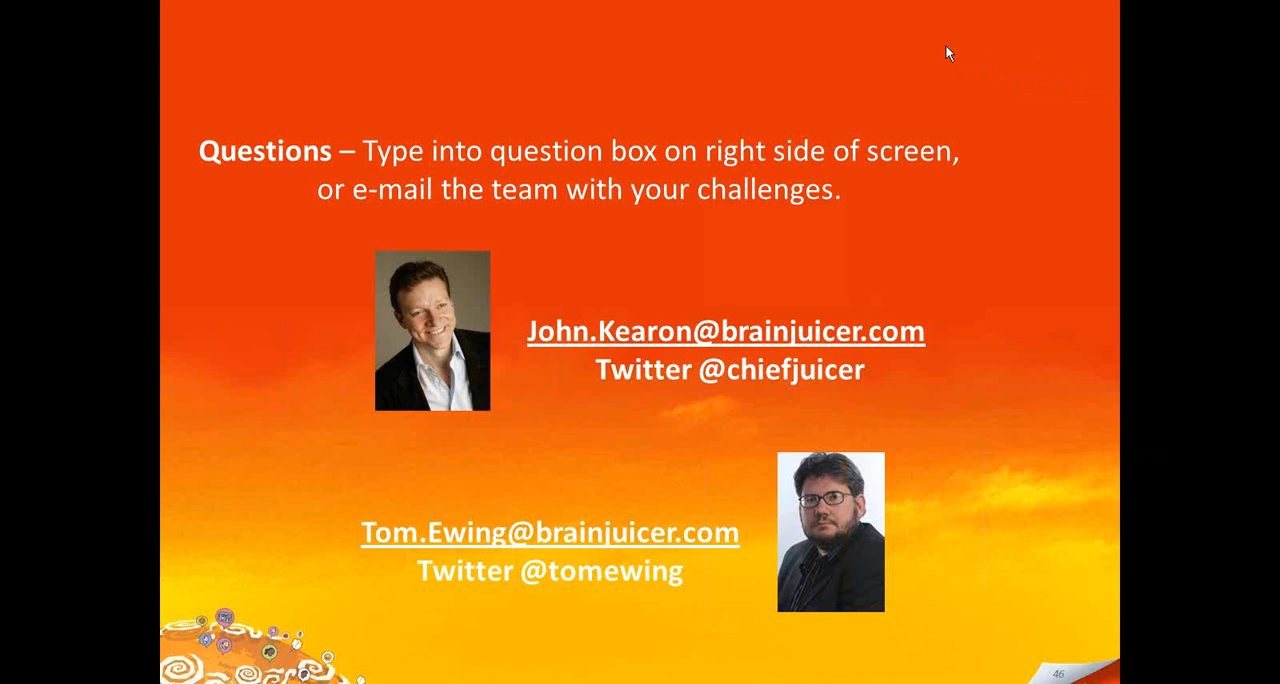 Questions – Type into question box on right side of screen,
or e-mail the team with your challenges.
John.Kearon@brainjuicer.com
Twitter @chiefjuicer
Tom.Ewing@brainjuicer.com
Twitter @tomewing
46